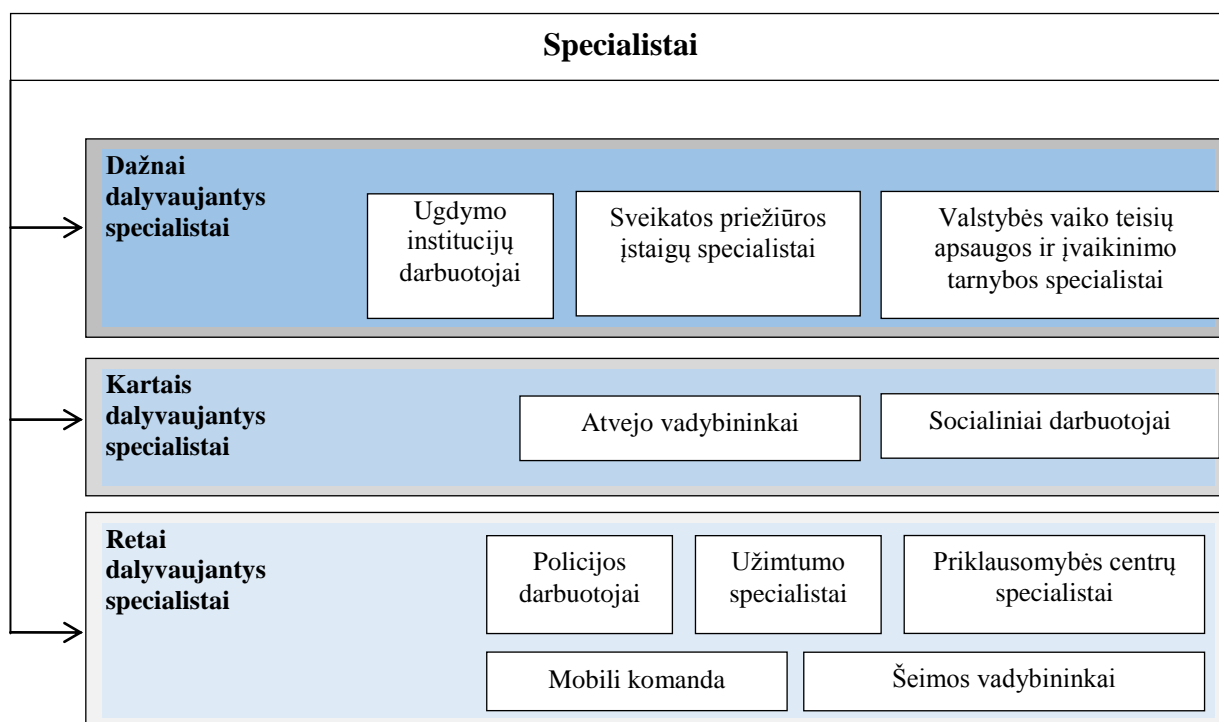 Specialistai
Dažnai
dalyvaujantys
specialistai
Ugdymo
institucijų
darbuotojai
Sveikatos priežiūros
įstaigų specialistai
Valstybės vaiko teisių
apsaugos ir įvaikinimo
tarnybos specialistai
Kartais
dalyvaujantys
specialistai
Atvejo vadybininkai
Socialiniai darbuotojai
Retai
dalyvaujantys
specialistai
Policijos
darbuotojai
Užimtumo
specialistai
Priklausomybės centrų
specialistai
Mobili komanda
Šeimos vadybininkai